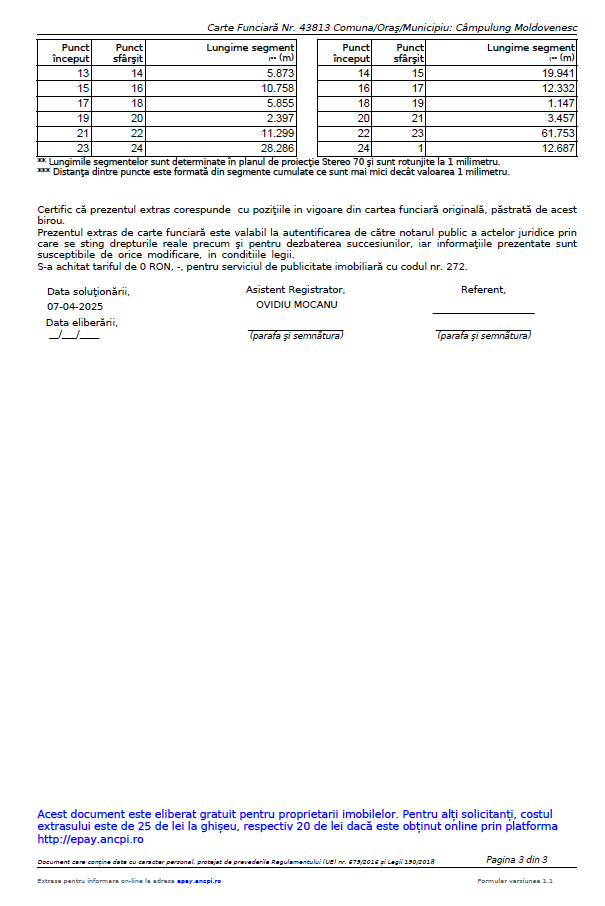 Carte Funciară Nr. 43813 Comuna/Oraş/Municipiu: Câmpulung Moldovenesc
Punct început Punct sfârşit Lungime segment (** (m) Punct început Punct sfârşit Lungime segment (** (m)
13 14 5.873 14 15 19.941
15 16 10.758 16 17 12.332
17 18 5.855 18 19 1.147
19 20 2.397 20 21 3.457
21 22 11.299 22 23 61.753
23 24 28.286 24 1 12.687
** Lungimile segmentelor sunt determinate în planul de proiecţie Stereo 70 şi sunt rotunjite la 1 milimetru.
*** Distanţa dintre puncte este formată din segmente cumulate ce sunt mai mici decât valoarea 1 milimetru.
Certific că prezentul extras corespunde cu poziţiile in vigoare din cartea funciară originală, păstrată de acest
birou.
Prezentul extras de carte funciară este valabil la autentificarea de către notarul public a actelor juridice prin
care se sting drepturile reale precum şi pentru dezbaterea succesiunilor, iar informaţiile prezentate sunt
susceptibile de orice modificare, in conditiile legii.
S-a achitat tariful de 0 RON, -, pentru serviciul de publicitate imobiliară cu codul nr. 272.
Data soluţionării, Asistent Registrator, Referent,
07-04-2025 OVIDIU MOCANU
Data eliberării,
__/___/____ (parafa şi semnătura) (parafa şi semnătura)
Acest document este eliberat gratuit pentru proprietarii imobilelor. Pentru alți solicitanți, costul
extrasului este de 25 de lei la ghișeu, respectiv 20 de lei dacă este obținut online prin platforma
http://epay.ancpi.ro
Document care conține date cu caracter personal, protejat de prevederile Regulamentului (UE) nr. 679/2016 și Legii 190/2018 Pagina 3 din 3
Extrase pentru informare on-line la adresa epay.ancpi.ro Formular versiunea 1.1